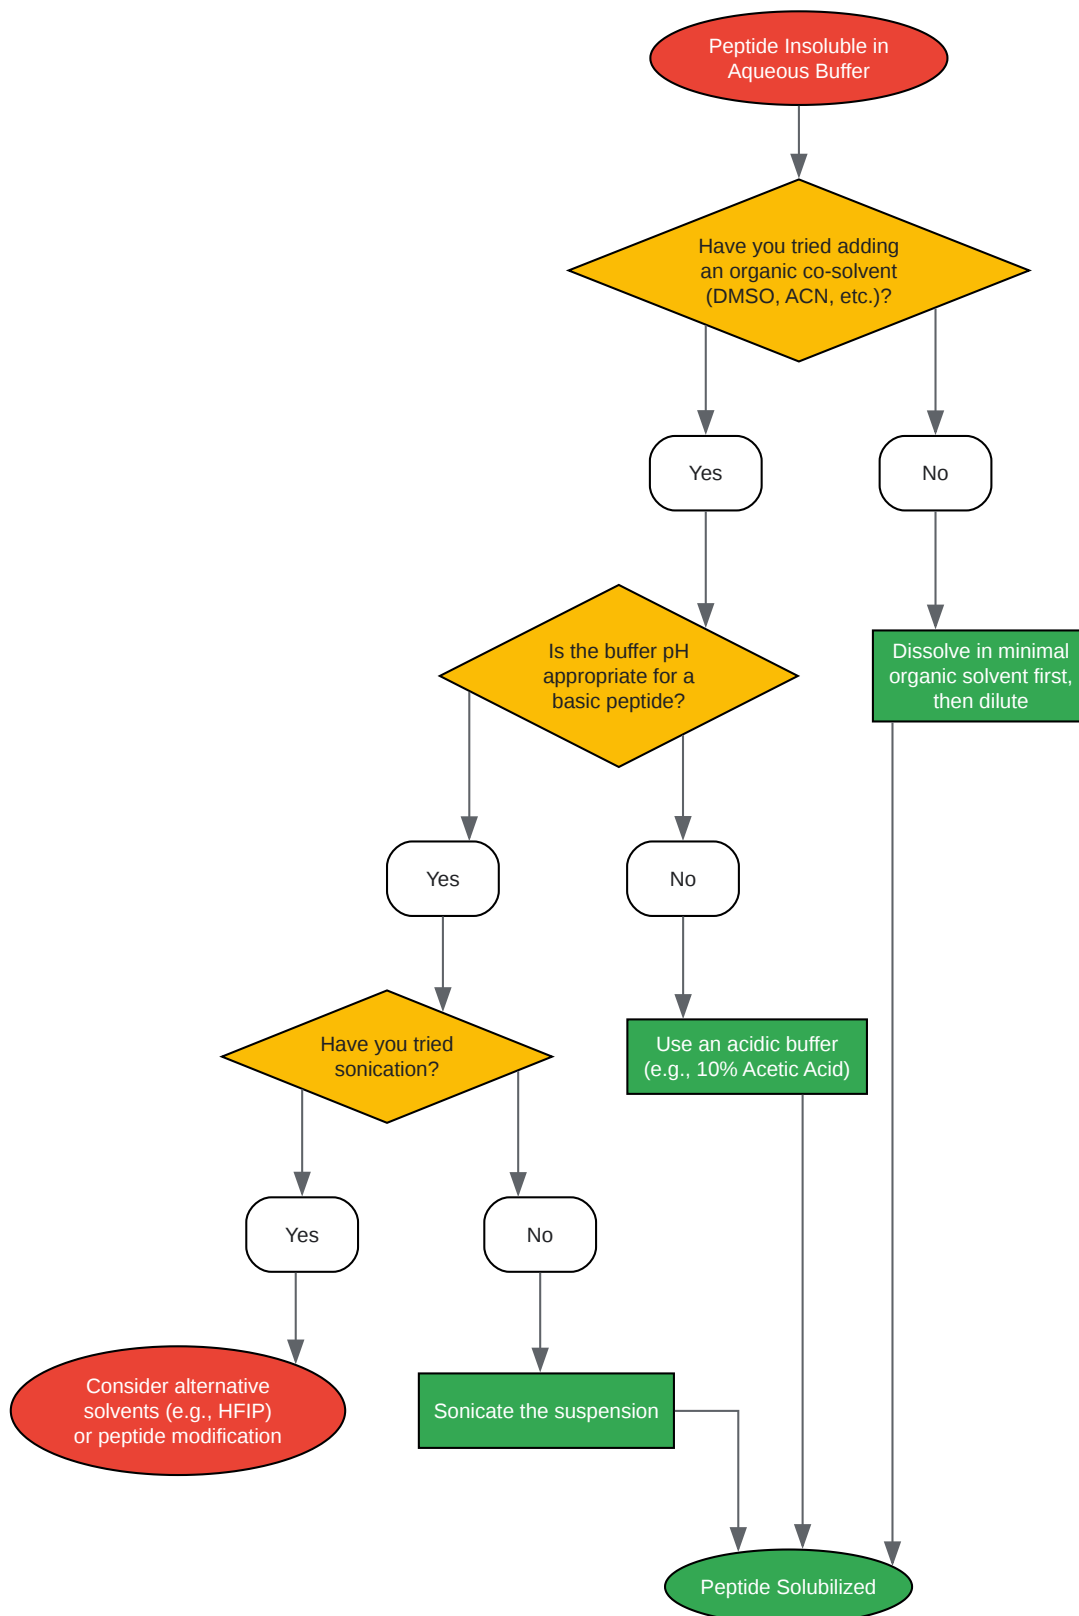 Peptide Insoluble in
Aqueous Buffer
Have you tried adding
an organic co-solvent
(DMSO, ACN, etc.)?
Yes
No
Is the buffer pH
appropriate for a
basic peptide?
Dissolve in minimal
organic solvent first,
then dilute
Yes
No
Have you tried
sonication?
Use an acidic buffer
(e.g., 10% Acetic Acid)
Yes
No
Consider alternative
solvents (e.g., HFIP)
or peptide modification
Sonicate the suspension
Peptide Solubilized